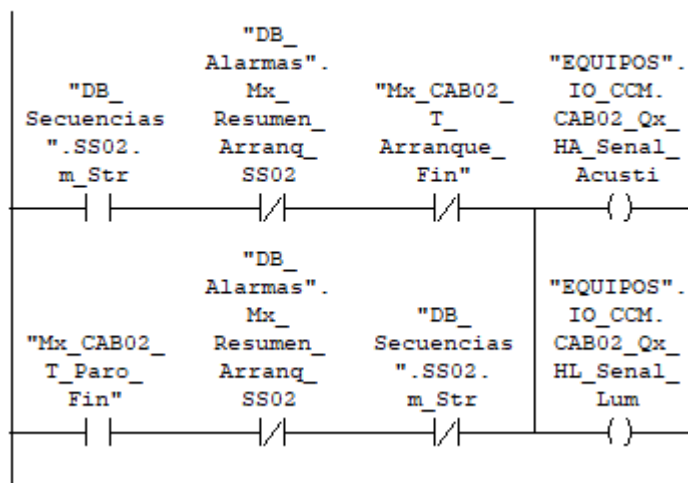 "DB_
Secuencias
".SS02.
m_Str
"DB_
Alarmas".
Mx_
Resumen_
Arranq_
SS02
"Mx_CAB02_
T_
Arranque_
Fin"
"EQUIPOS".
IO_CCM.
CAB02_Qx_
HA_Senal_
Acusti
"Mx_CAB02_
T_Paro_
Fin"
"DB_
Alarmas".
Mx_
Resumen_
Arranq_
SS02
"DB_
Secuencias
".SS02.
m_Str
"EQUIPOS".
IO_CCM.
CAB02_Qx_
HL_Senal_
Lum